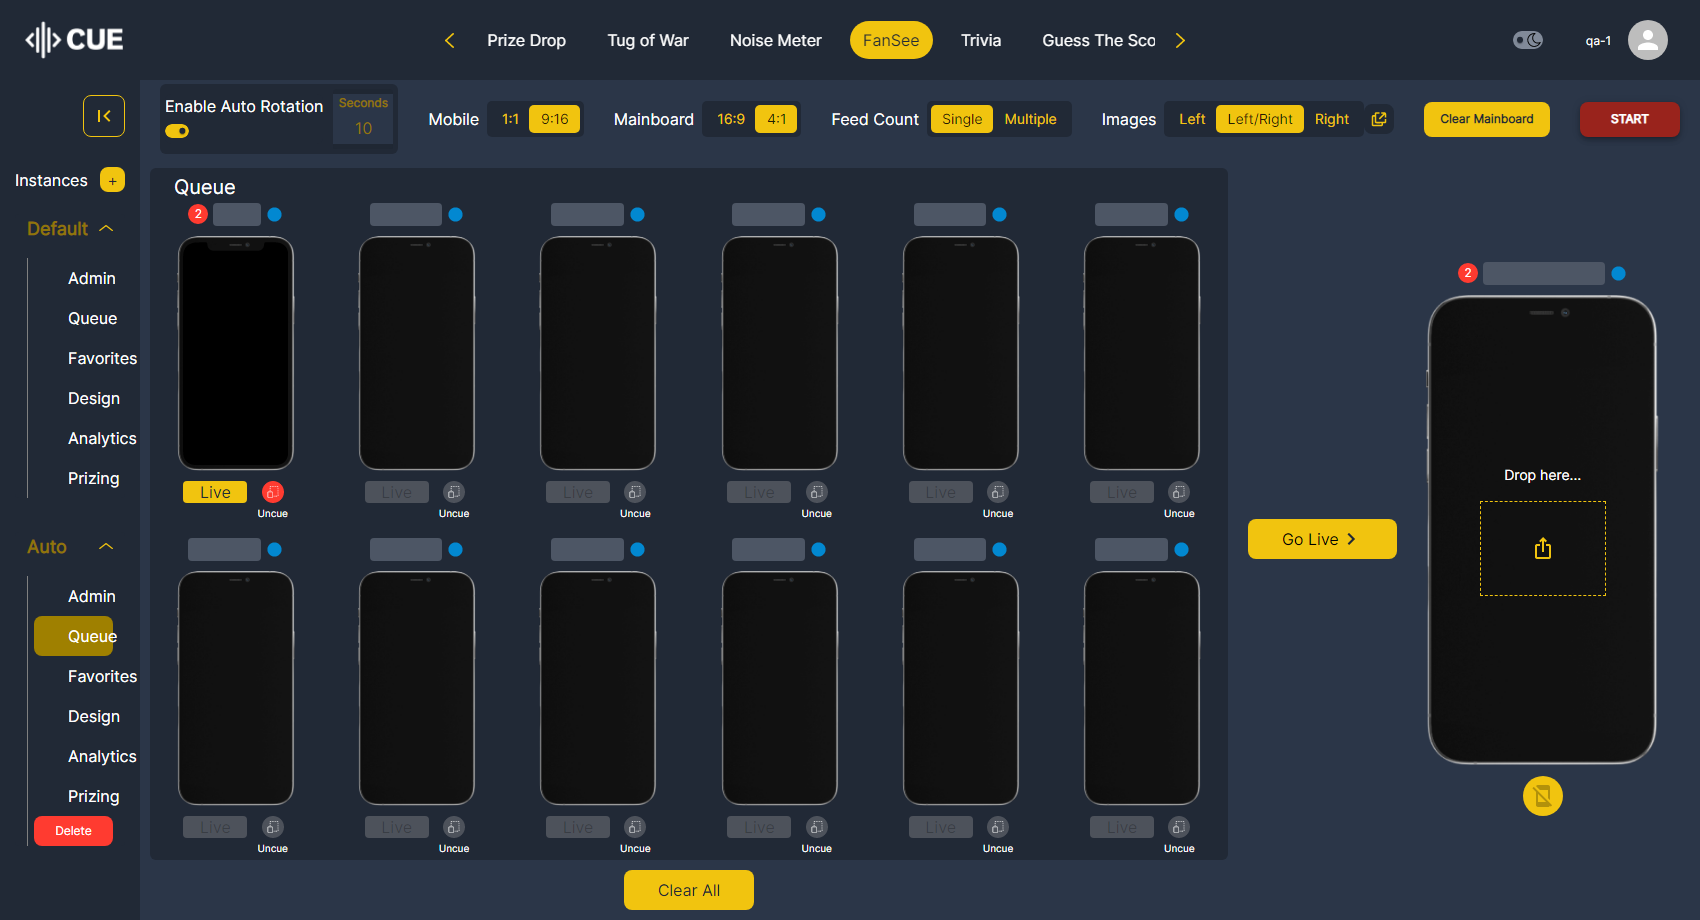 CUE
Prize Drop
Tug of War
Noise Meter
FanSee
Trivia
Guess The Sco
qa-1
Enable Auto Rotation
Seconds
10
Mobile
1:1
9:16
Mainboard
16:9
4:1
Feed Count
Single
Multiple
Images
Left
Left/Right
Right
Clear Mainboard
START
Instances
+
Default
Admin
Queue
Favorites
Design
Analytics
Prizing
Auto
Admin
Queue
Favorites
Design
Analytics
Prizing
Delete
Queue
2
Live
Uncue
Live
Uncue
Live
Uncue
Live
Uncue
Live
Uncue
Live
Uncue
Live
Uncue
Live
Uncue
Live
Uncue
Live
Uncue
Live
Uncue
Live
Uncue
Clear All
Go Live
2
Drop here...